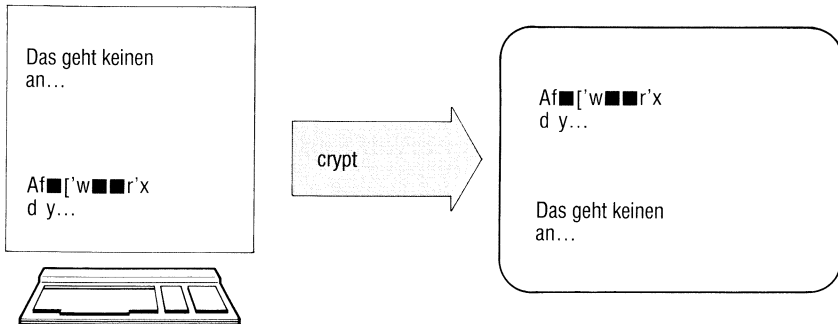 Das geht keinen
an...
Af■['w■■r'x
d y...
crypt
Af■['w■■r'x
d y...
Das geht keinen
an...